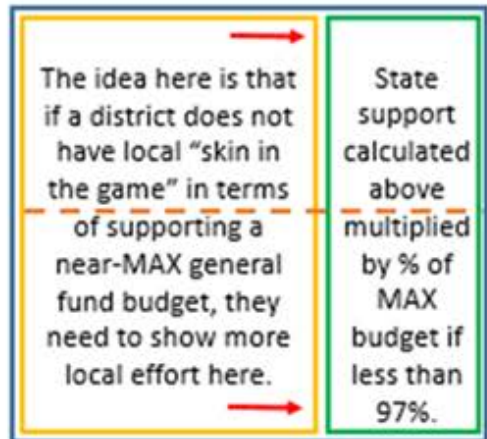 The idea here is that
if a district does not
have local “skin in
the game” in terms
of supporting a
near-MAX general
fund budget, they
need to show more
local effort here.
State
support
calculated
above
multiplied
by % of
MAX
budget if
less than
97%.